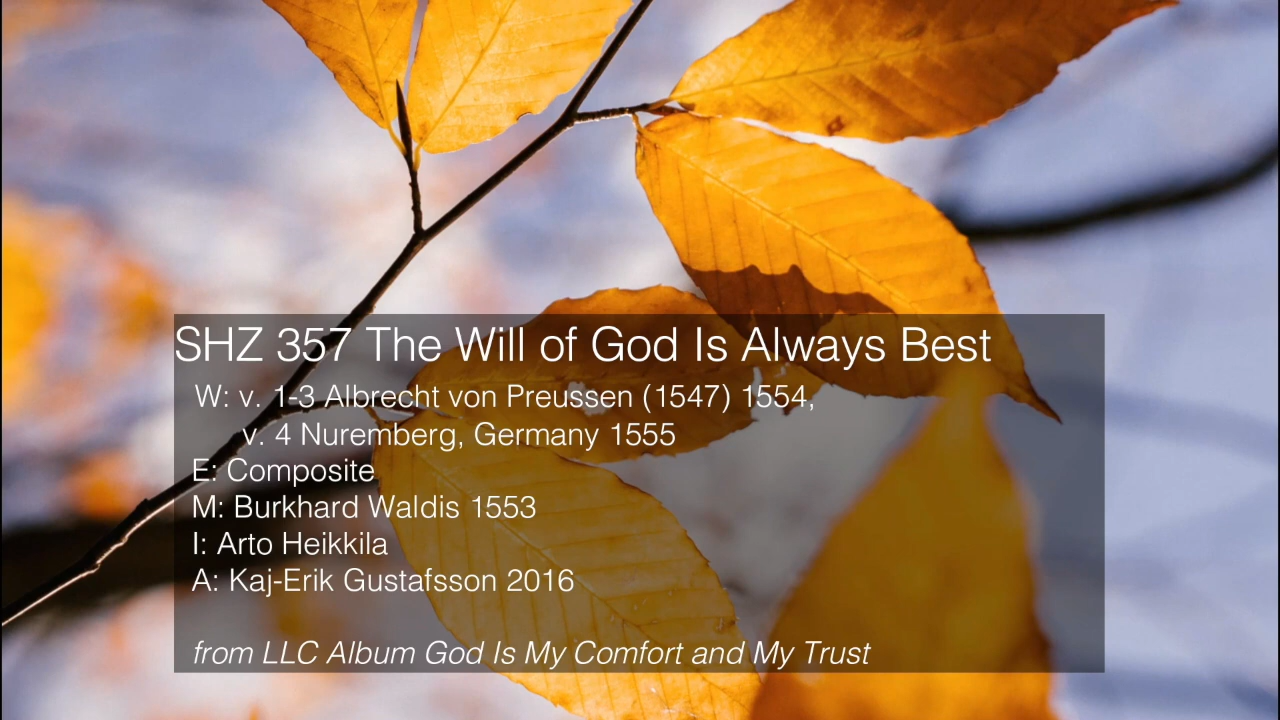 SHZ 357 The Will of God Is Always Best
W: v. 1-3 Albrecht von Preussen (1547) 1554,
v. 4 Nuremberg, Germany 1555
E: Composite
M: Burkhard Waldis 1553
I: Arto Heikkila
A: Kaj-Erik Gustafsson 2016
from LLC Album God Is My Comfort and My Trust